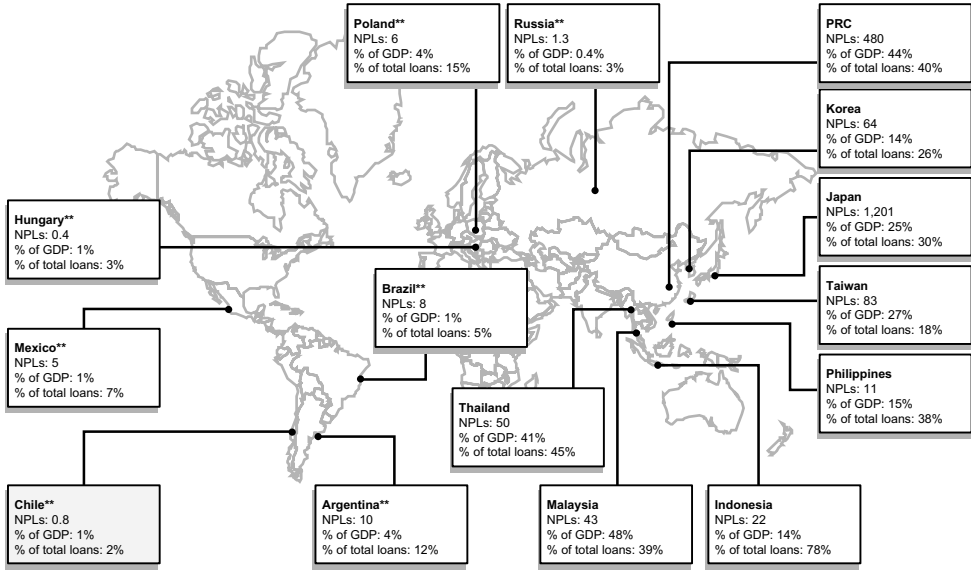 Poland**
NPLs: 6
% of GDP: 4%
% of total loans: 15%
Russia**
NPLs: 1.3
% of GDP: 0.4%
% of total loans: 3%
PRC
NPLs: 480
% of GDP: 44%
% of total loans: 40%
Korea
NPLs: 64
% of GDP: 14%
% of total loans: 26%
Japan
NPLs: 1,201
% of GDP: 25%
% of total loans: 30%
Hungary**
NPLs: 0.4
% of GDP: 1%
% of total loans: 3%
Brazil**
NPLs: 8
% of GDP: 1%
% of total loans: 5%
Taiwan
NPLs: 83
% of GDP: 27%
% of total loans: 18%
Mexico**
NPLs: 5
% of GDP: 1%
% of total loans: 7%
Philippines
NPLs: 11
% of GDP: 15%
% of total loans: 38%
Thailand
NPLs: 50
% of GDP: 41%
% of total loans: 45%
Chile**
NPLs: 0.8
% of GDP: 1%
% of total loans: 2%
Argentina**
NPLs: 10
% of GDP: 4%
% of total loans: 12%
Malaysia
NPLs: 43
% of GDP: 48%
% of total loans: 39%
Indonesia
NPLs: 22
% of GDP: 14%
% of total loans: 78%